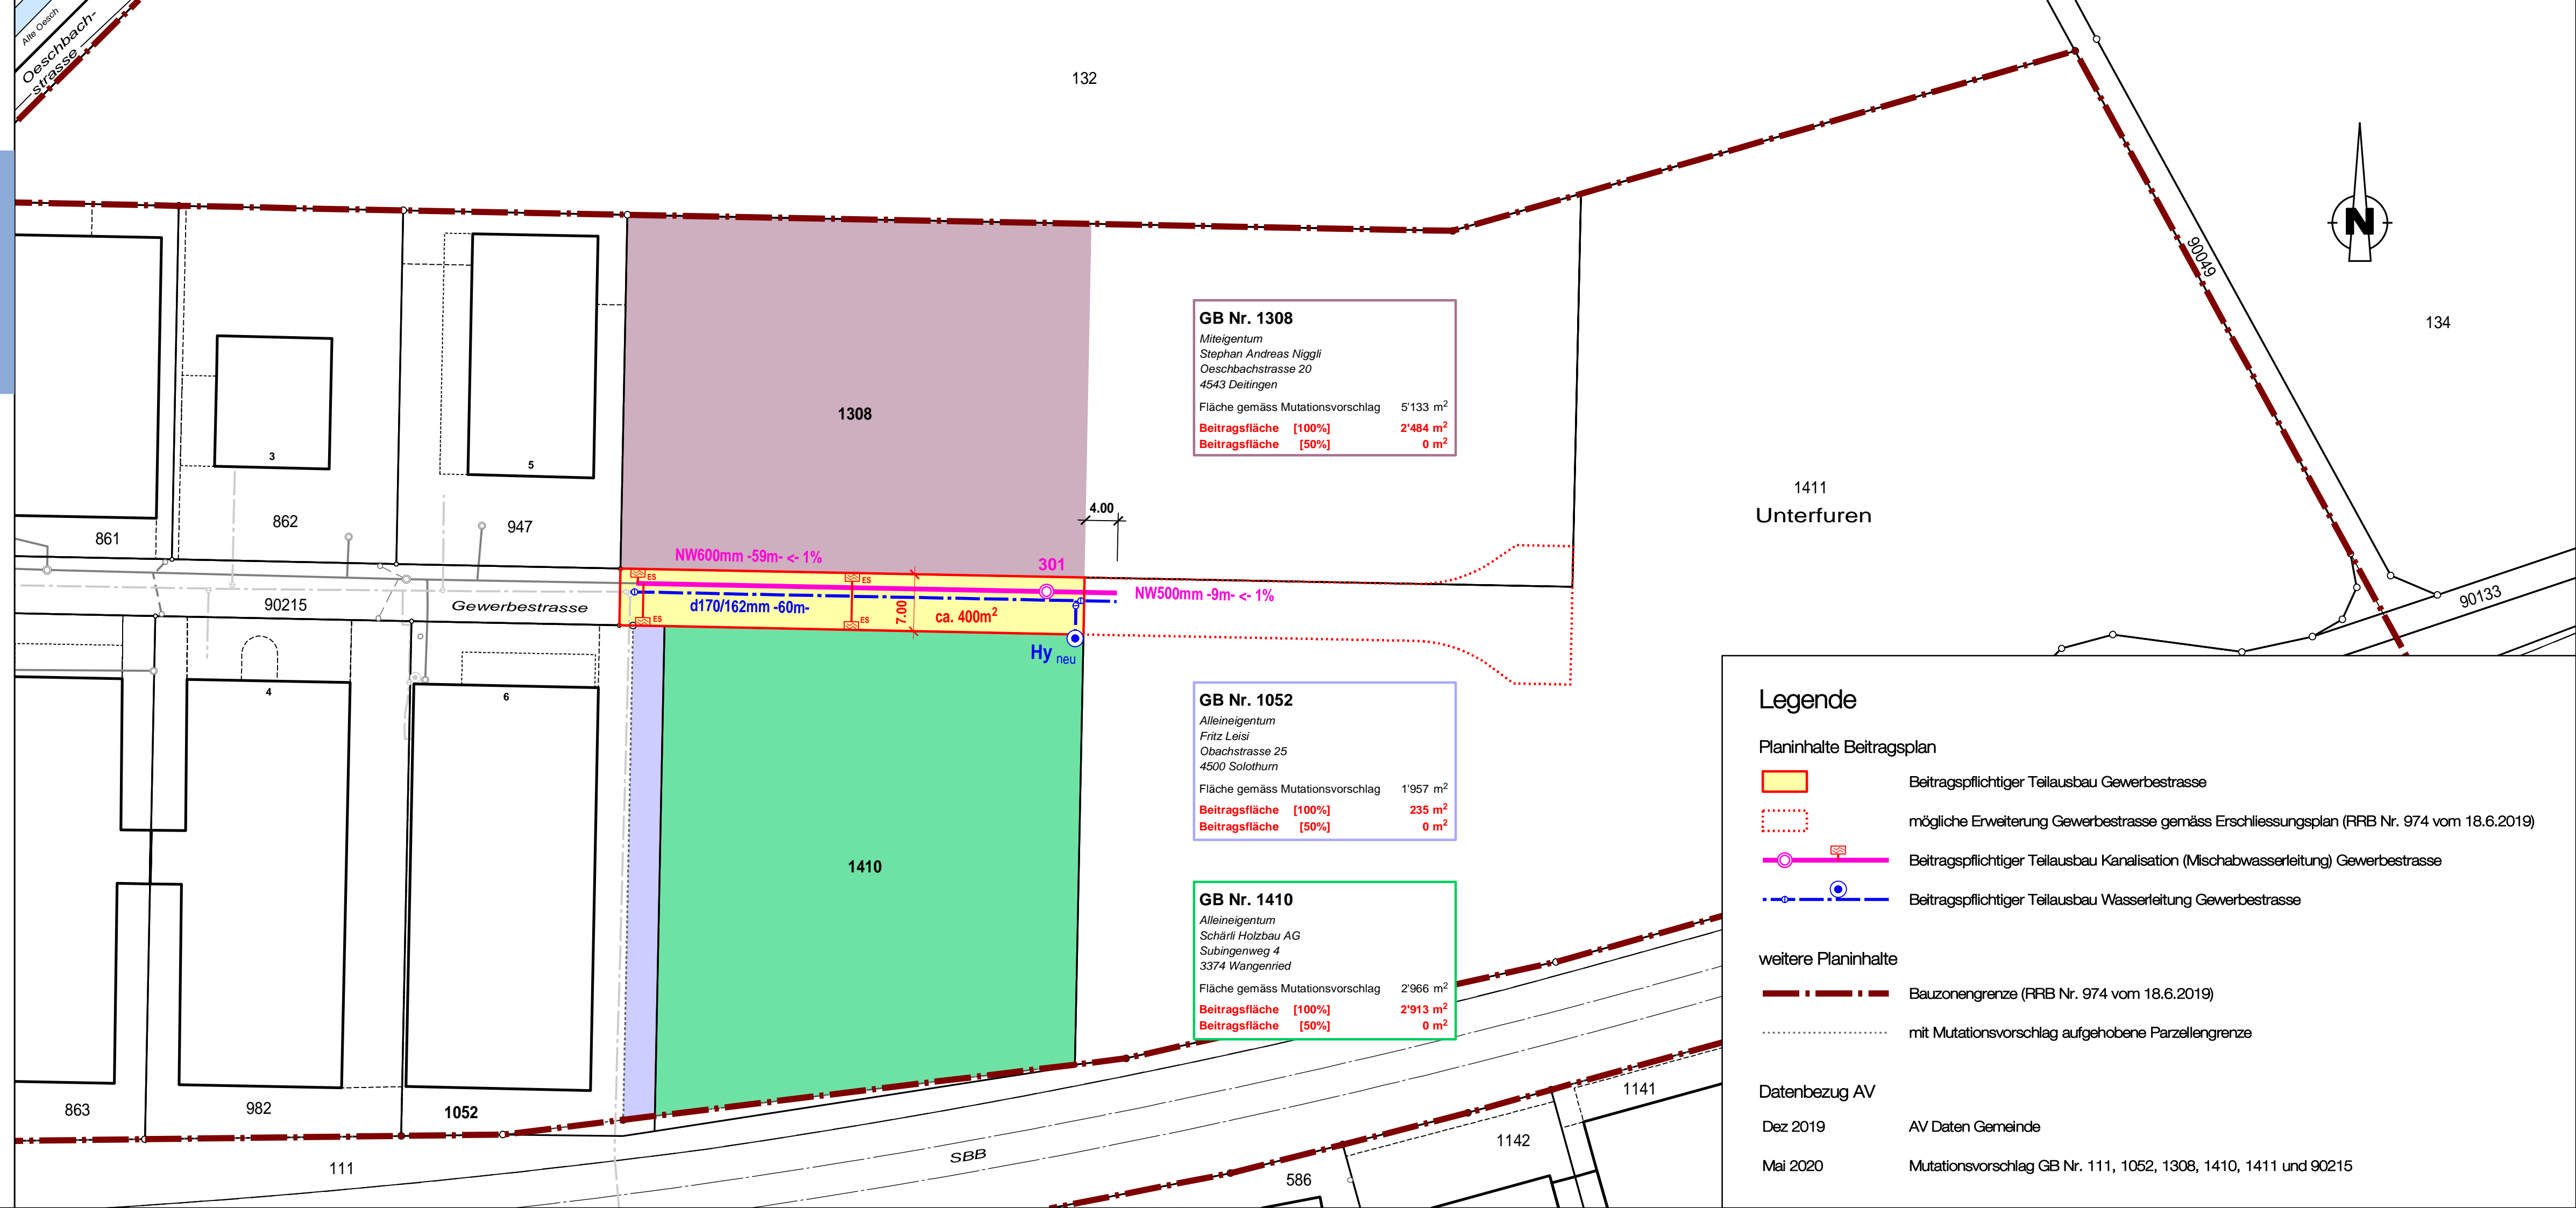 Alte Oesch
Oeschbach-
strasse
132
N
90049
134
GB Nr. 1308
Miteigentum
Stephan Andreas Niggli
Oeschbachstrasse 20
4543 Deitingen
Fläche gemäss Mutationsvorschlag 5'133 m²
Beitragsfläche [100%] 2'484 m²
Beitragsfläche [50%] 0 m²
1308
3
5
862
947
861
4.00
1411
Unterfuren
NW600mm -59m- <- 1%
301
ES
ES
NW500mm -9m- <- 1%
90215
Gewerbestrasse
d170/162mm -60m-
7.00
ca. 400m²
ES
ES
Hy neu
90133
4
6
GB Nr. 1052
Alleineigentum
Fritz Leisi
Obachstrasse 25
4500 Solothurn
Fläche gemäss Mutationsvorschlag 1'957 m²
Beitragsfläche [100%] 235 m²
Beitragsfläche [50%] 0 m²
1410
GB Nr. 1410
Alleineigentum
Schärli Holzbau AG
Subingenweg 4
3374 Wangenried
Fläche gemäss Mutationsvorschlag 2'966 m²
Beitragsfläche [100%] 2'913 m²
Beitragsfläche [50%] 0 m²
863
982
1052
111
SBB
586
1142
1141
Legende
Planinhalte Beitragsplan
Beitragspflichtiger Teilausbau Gewerbestrasse
mögliche Erweiterung Gewerbestrasse gemäss Erschliessungsplan (RRB Nr. 974 vom 18.6.2019)
Beitragspflichtiger Teilausbau Kanalisation (Mischabwasserleitung) Gewerbestrasse
Beitragspflichtiger Teilausbau Wasserleitung Gewerbestrasse
weitere Planinhalte
Bauzonengrenze (RRB Nr. 974 vom 18.6.2019)
mit Mutationsvorschlag aufgehobene Parzellengrenze
Datenbezug AV
Dez 2019 AV Daten Gemeinde
Mai 2020 Mutationsvorschlag GB Nr. 111, 1052, 1308, 1410, 1411 und 90215